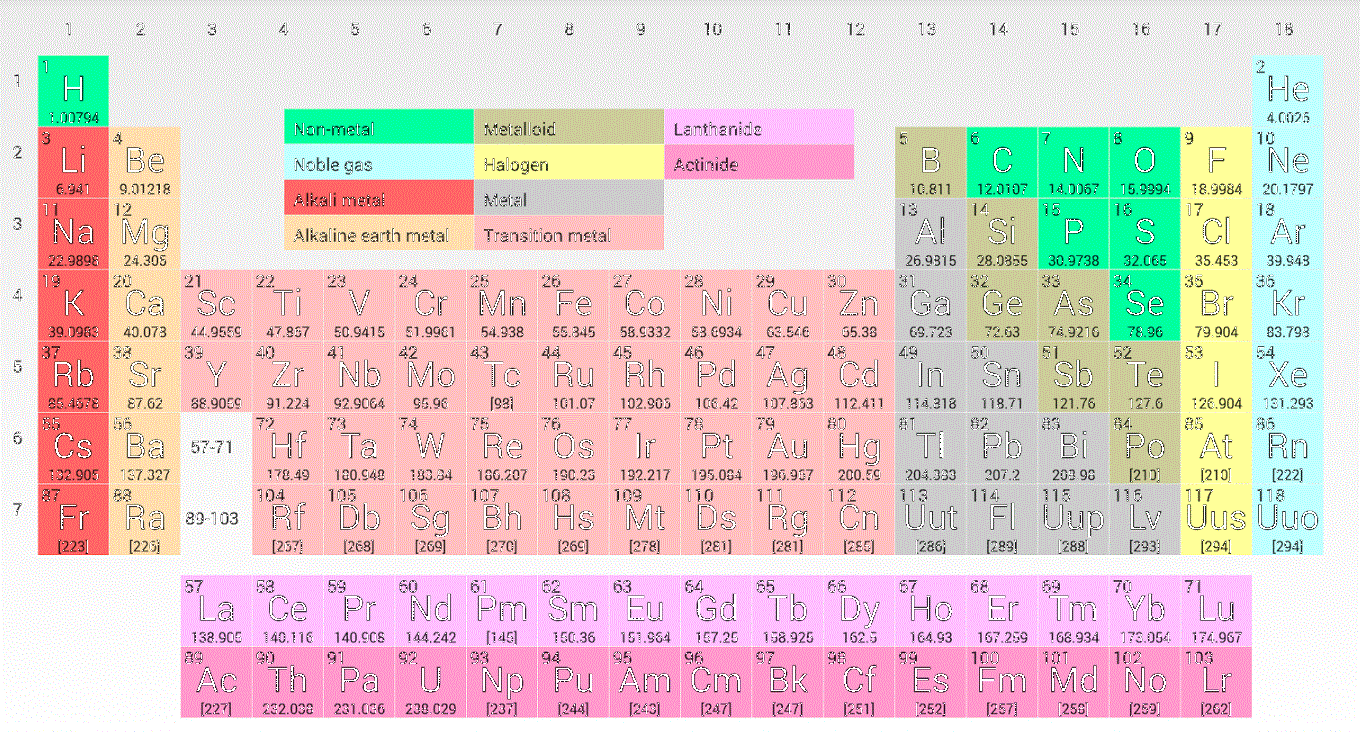 1 2 3 4 5 6 7 8 9 10 11 12 13 14 15 16 17 18
1 2
1 H He
1.00794 4.0026
Non-metal Metalloid Lanthanide
3 4 5 6 7 8 9 10
2 Li Be Noble gas Halogen Actinide B C N O F Ne
6.941 9.01218 10.811 12.0107 14.0067 15.9994 18.9984 20.1797
Alkali metal Metal
11 12 13 14 15 16 17 18
3 Na Mg Alkaline earth metal Transition metal Al Si P S Cl Ar
22.9896 24.305 26.9815 28.0855 30.9738 32.065 35.453 39.948
19 20 21 22 23 24 25 26 27 28 29 30 31 32 33 34 35 36
4 K Ca Sc Ti V Cr Mn Fe Co Ni Cu Zn Ga Ge As Se Br Kr
39.0983 40.078 44.9559 47.867 50.9415 51.9961 54.938 55.845 58.9332 58.6934 63.546 65.38 69.723 72.63 74.9216 78.96 79.904 83.798
37 38 39 40 41 42 43 44 45 46 47 48 49 50 51 52 53 54
5 Rb Sr Y Zr Nb Mo Tc Ru Rh Pd Ag Cd In Sn Sb Te I Xe
85.4678 87.62 88.9059 91.224 92.9064 95.96 [98] 101.07 102.905 106.42 107.868 112.411 114.818 118.71 121.76 127.6 126.904 131.293
55 56 72 73 74 75 76 77 78 79 80 81 82 83 84 85 86
6 Cs Ba 57-71 Hf Ta W Re Os Ir Pt Au Hg Tl Pb Bi Po At Rn
132.905 137.327 178.49 180.948 183.84 186.207 190.23 192.217 195.084 196.967 200.59 204.383 207.2 208.98 [210] [210] [222]
87 88 104 105 106 107 108 109 110 111 112 113 114 115 116 117 118
7 Fr Ra 89-103 Rf Db Sg Bh Hs Mt Ds Rg Cn Uut Fl Uup Lv Uus Uuo
[223] [226] [267] [268] [269] [270] [269] [278] [281] [281] [285] [286] [289] [288] [293] [294] [294]
57 58 59 60 61 62 63 64 65 66 67 68 69 70 71
La Ce Pr Nd Pm Sm Eu Gd Tb Dy Ho Er Tm Yb Lu
138.905 140.116 140.908 144.242 [145] 150.36 151.964 157.25 158.925 162.5 164.93 167.259 168.934 173.054 174.967
89 90 91 92 93 94 95 96 97 98 99 100 101 102 103
Ac Th Pa U Np Pu Am Cm Bk Cf Es Fm Md No Lr
[227] 232.038 231.036 238.029 [237] [244] [243] [247] [247] [251] [252] [257] [258] [259] [262]